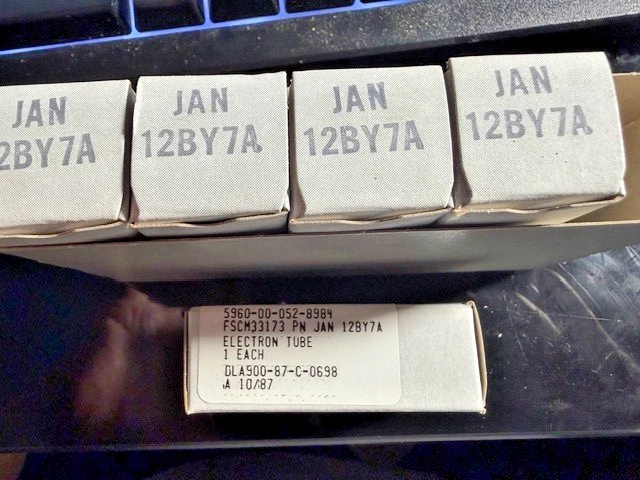 JAN
2BY7A
JAN
12BY7A
JAN
12BY7A
JAN
12BY7A
5960-00-052-8984
FSCM33173 PN JAN 12BY7A
ELECTRON TUBE
1 EACH
DLA900-87-C-0698
A 10/87